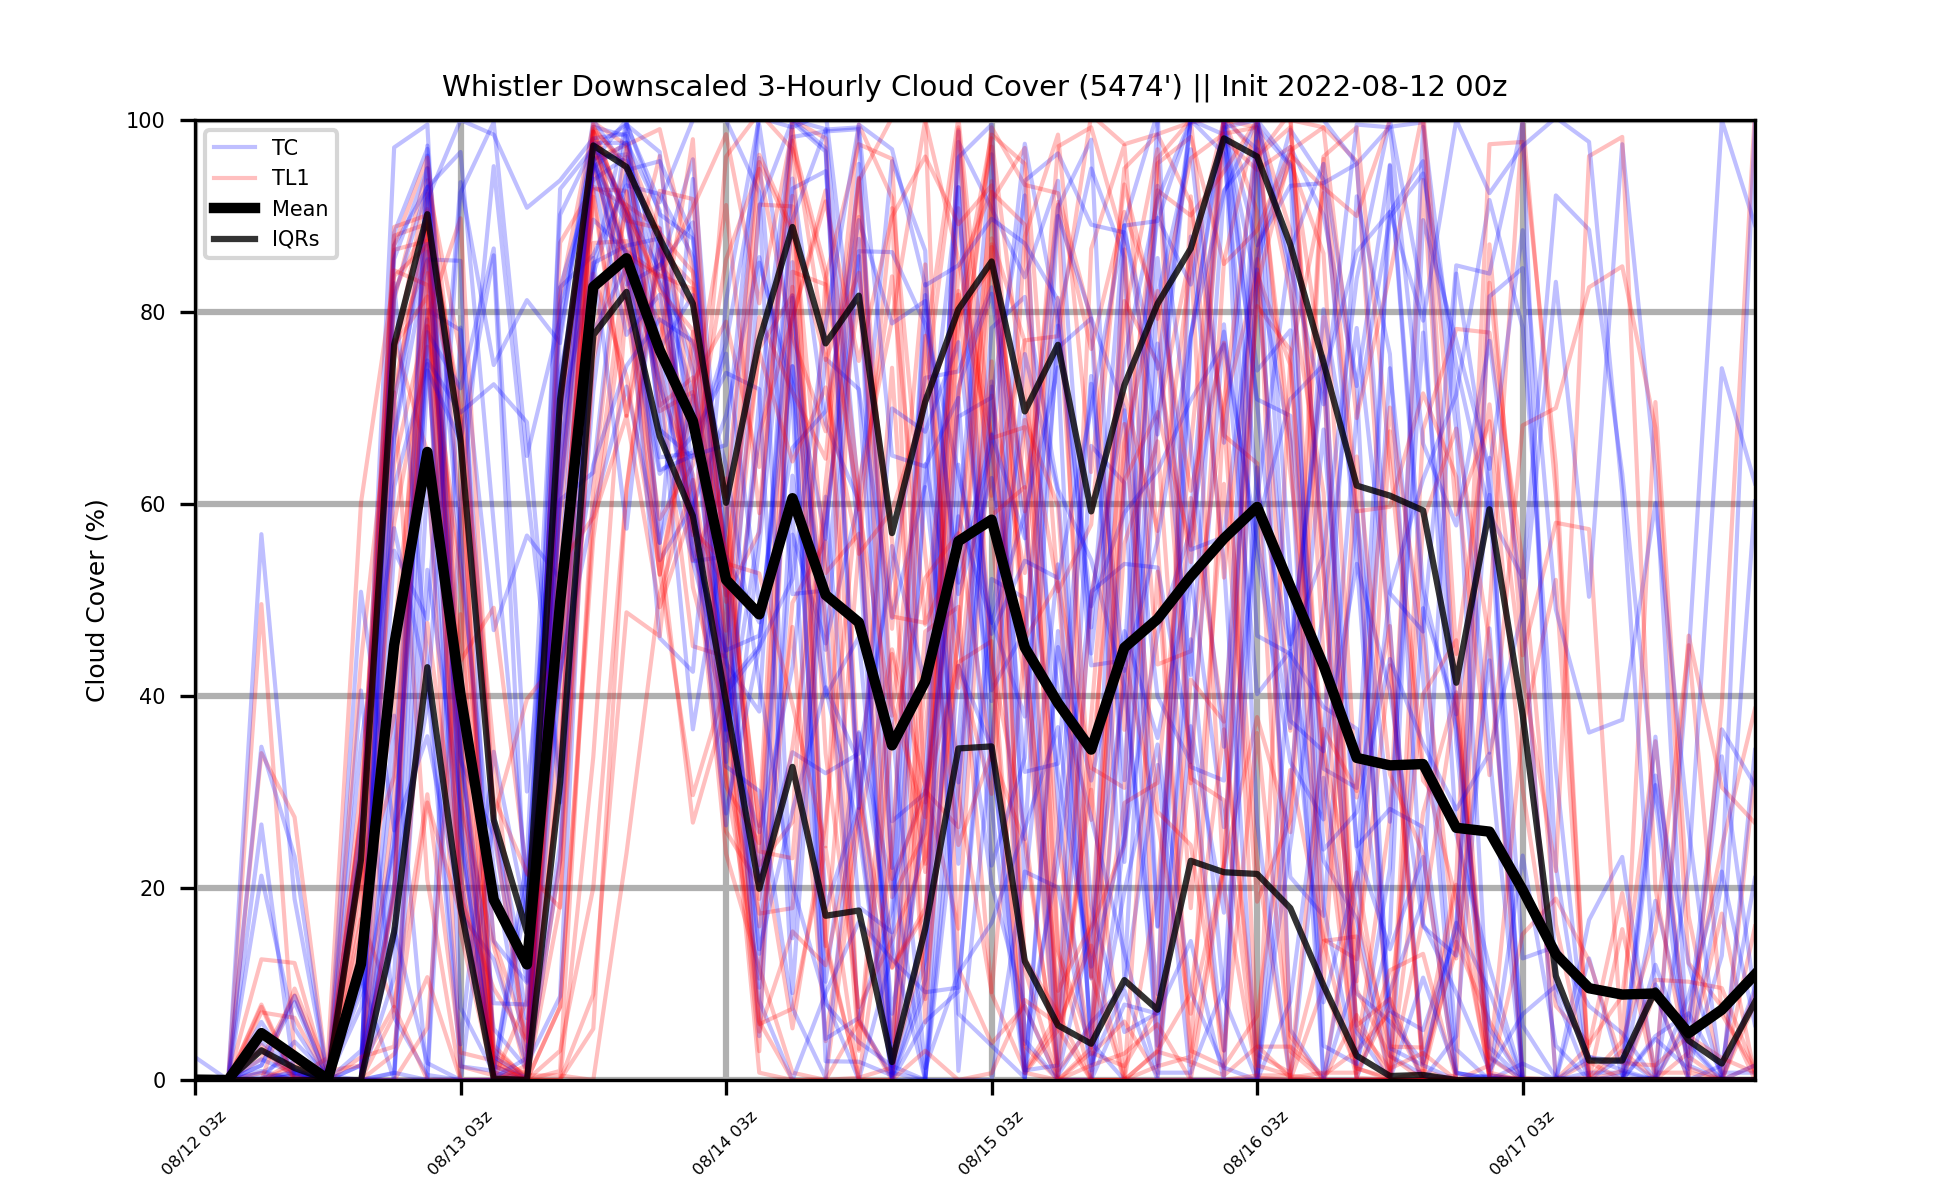 Whistler Downscaled 3-Hourly Cloud Cover (5474') || Init 2022-08-12 00z
TC
TL1
Mean
IQRs
Cloud Cover (%)
100
80
60
40
20
0
08/12 03z
08/13 03z
08/14 03z
08/15 03z
08/16 03z
08/17 03z